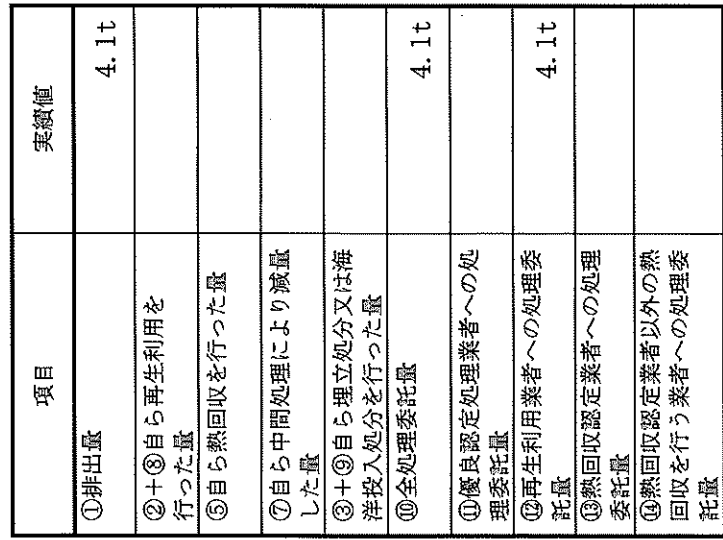 項目
実績値
①排出量
4.1t
②+⑧自ら再生利用を
行った量
⑤自ら熱回収を行った量
⑦自ら中間処理により減量
した量
③+⑨自ら埋立処分又は海
洋投入処分を行った量
⑩全処理委託量
4.1t
⑪優良認定処理業者への処
理委託量
⑫再生利用業者への処理委
託量
4.1t
⑬熱回収認定業者への処理
委託量
⑭熱回収認定業者以外の熱
回収を行う業者への処理委
託量